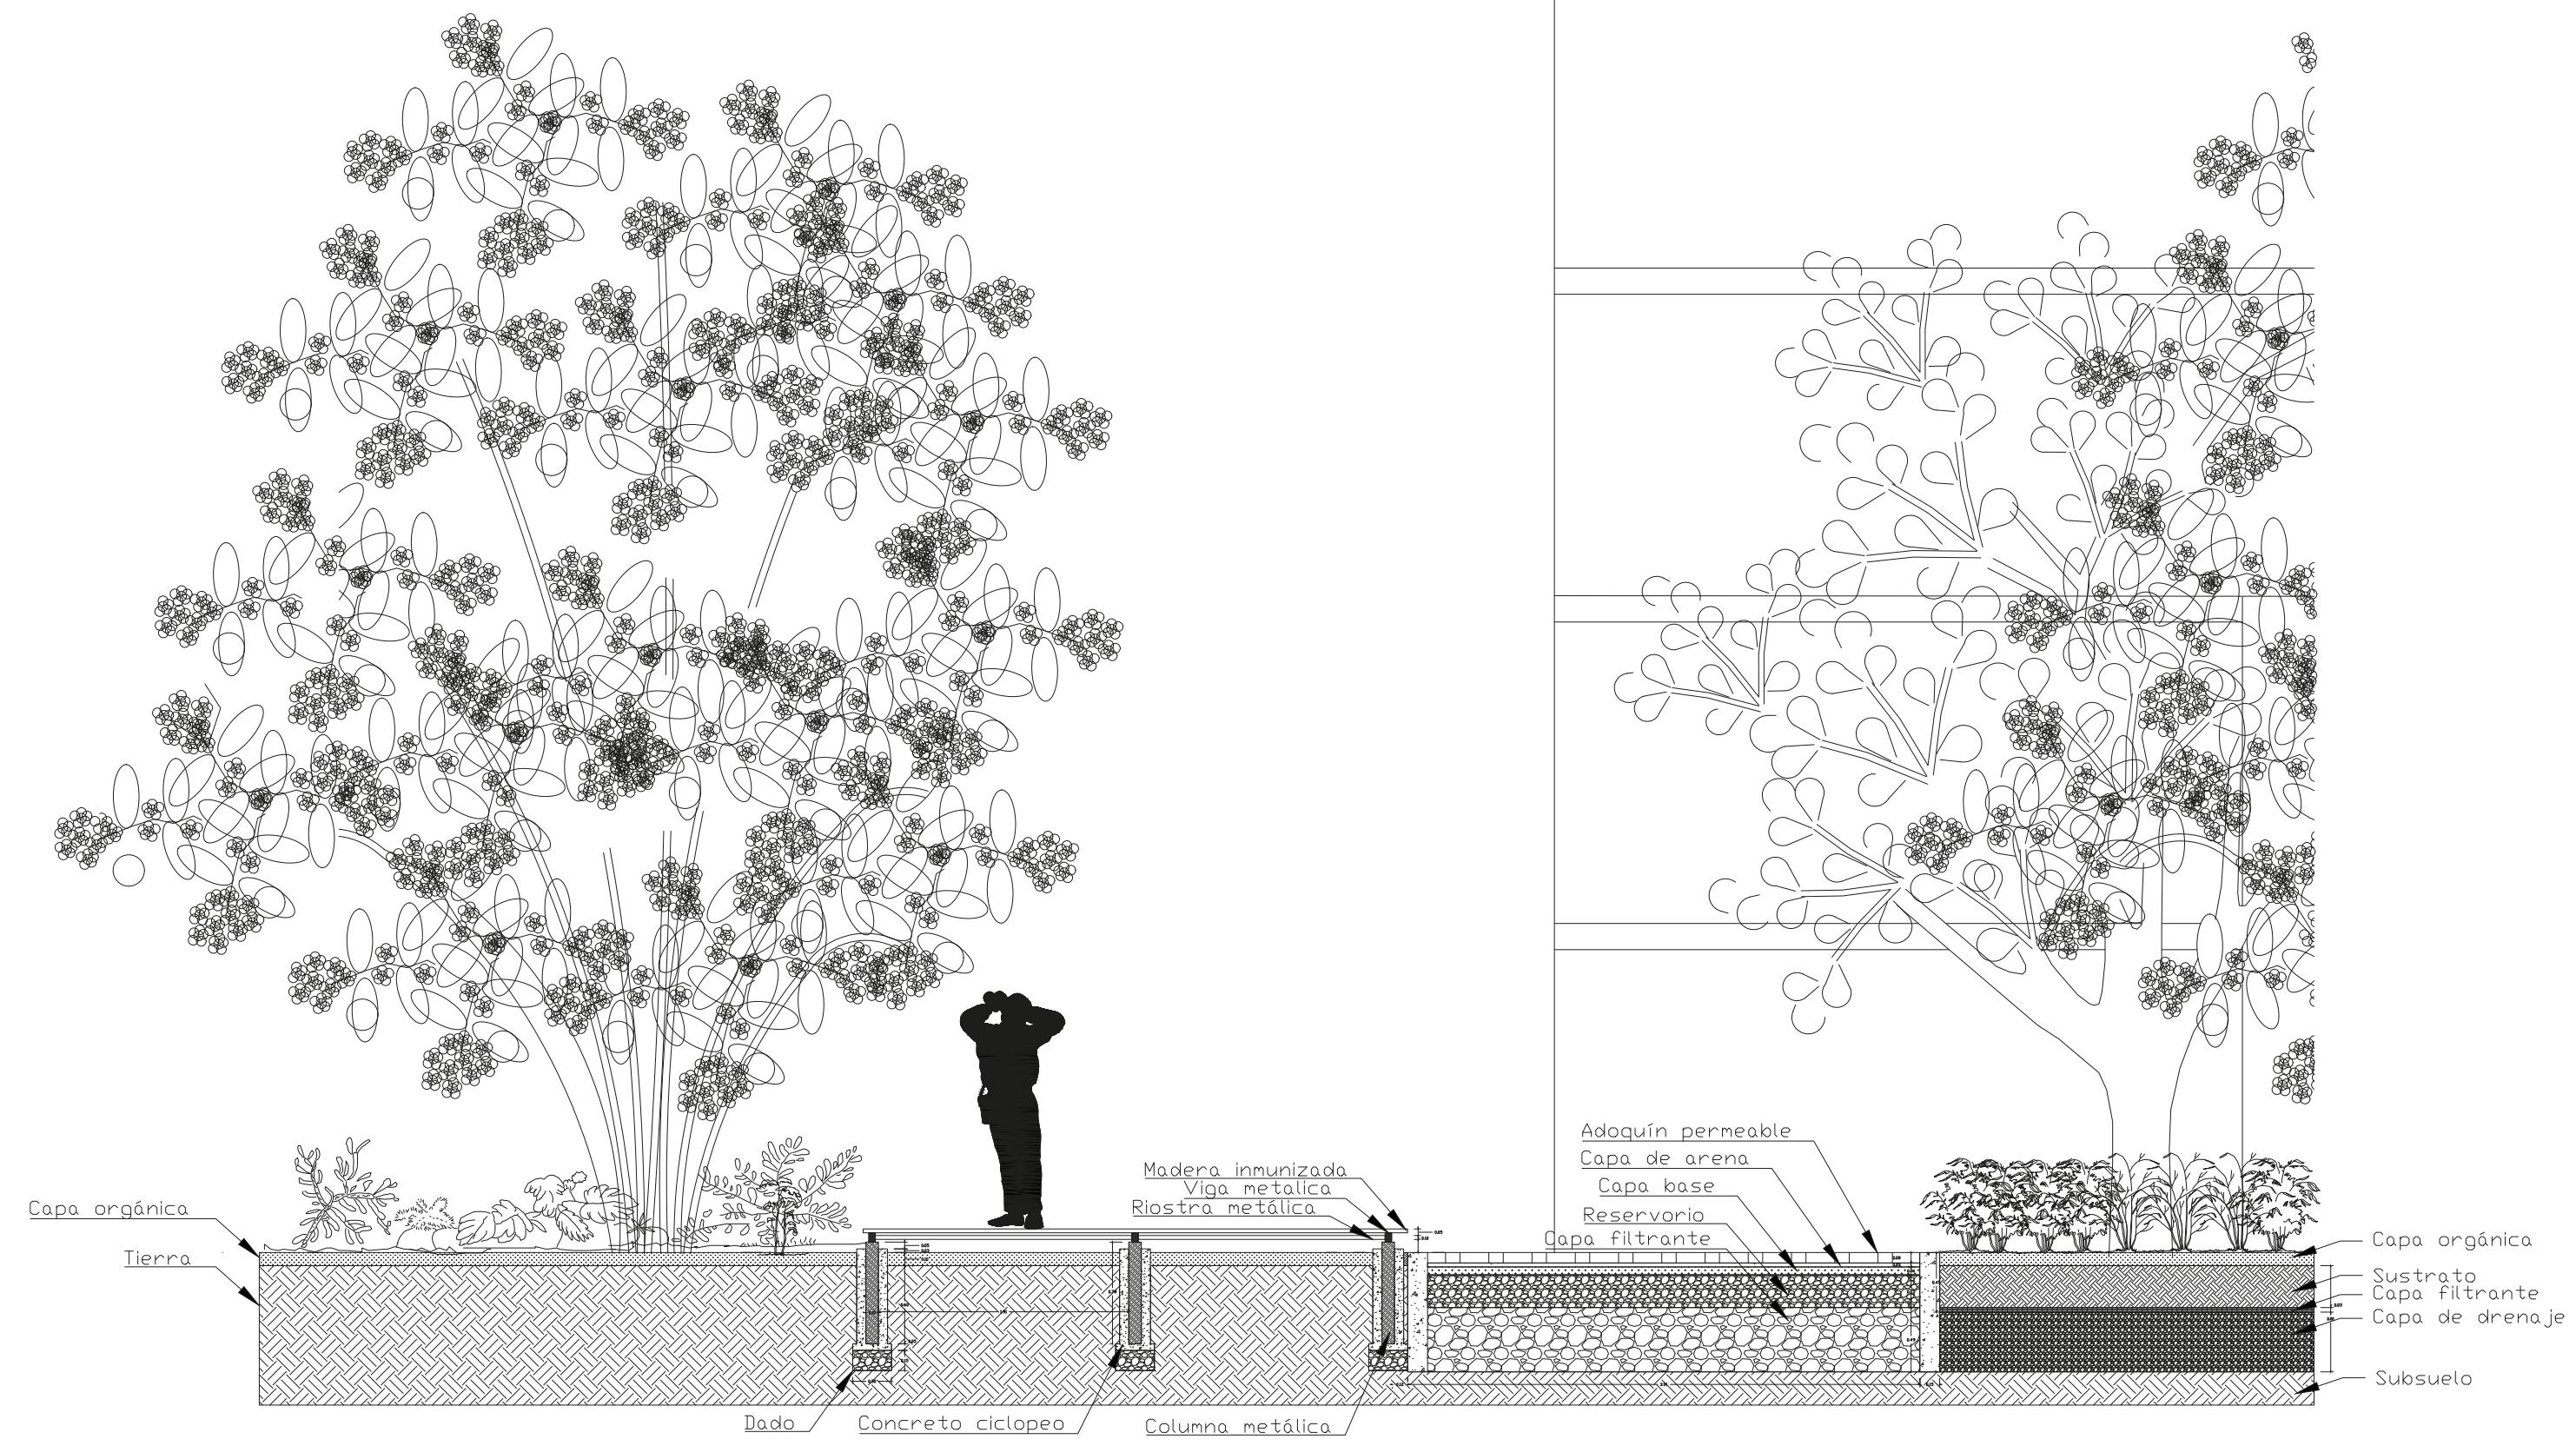 Adoquín permeable
Capa de arena
Madera inmunizada
Viga metalica
Capa base
Capa orgánica
Riostra metálica
Reservorio
Capa filtrante
Capa orgánica
Tierra
Sustrato
Capa filtrante
Capa de drenaje
Subsuelo
Dado
Concreto ciclopeo
Columna metálica